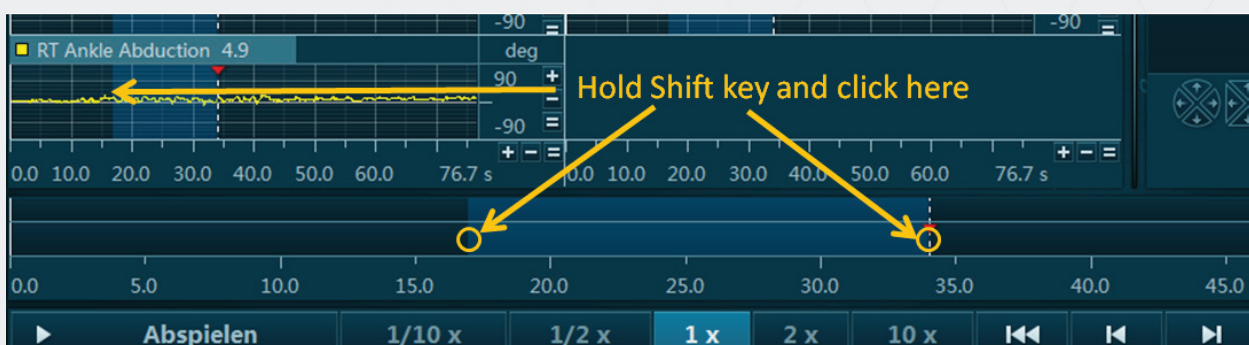 -90 -90
RT Ankle Abduction 4.9 deg
90 +
Hold Shift key and click here
-
-90 =
+ - = + - =
0.0 10.0 20.0 30.0 40.0 50.0 60.0 76.7 s 0.0 10.0 20.0 30.0 40.0 50.0 60.0 76.7 s
0.0 5.0 10.0 15.0 20.0 25.0 30.0 35.0 40.0 45.0
Abspielen 1/10 x 1/2 x 1 x 2 x 10 x